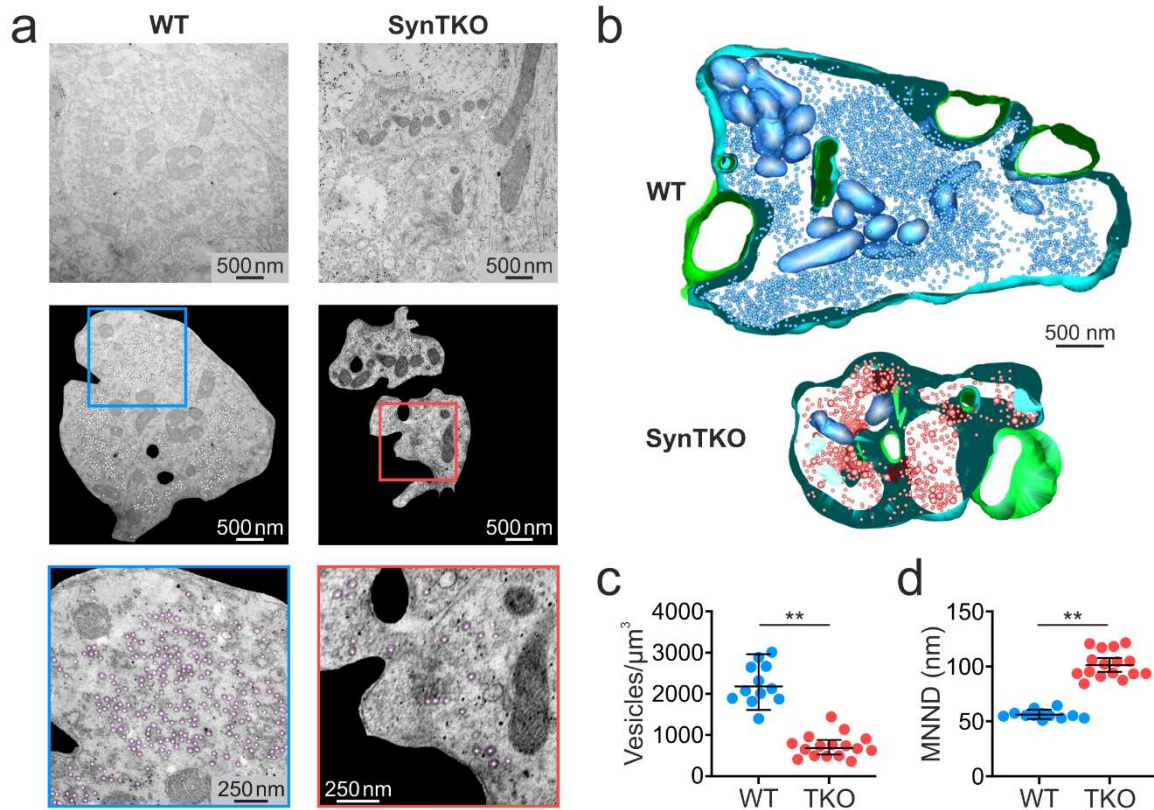 a
WT
SynTKO
500 nm
500 nm
500 nm
500 nm
250 nm
250 nm
b
WT
500 nm
SynTKO
c
Vesicles/µm³
4000
3000
2000
1000
0
**
WT
TKO
d
MNND (nm)
150
100
50
0
**
WT
TKO